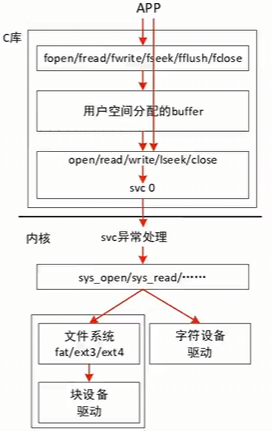 APP
C库
fopen/fread/fwrite/fseek/fflush/fclose
用户空间分配的buffer
open/read/write/lseek/close
svc 0
内核
svc异常处理
sys_open/sys_read/······
文件系统
fat/ext3/ext4
字符设备
驱动
块设备
驱动